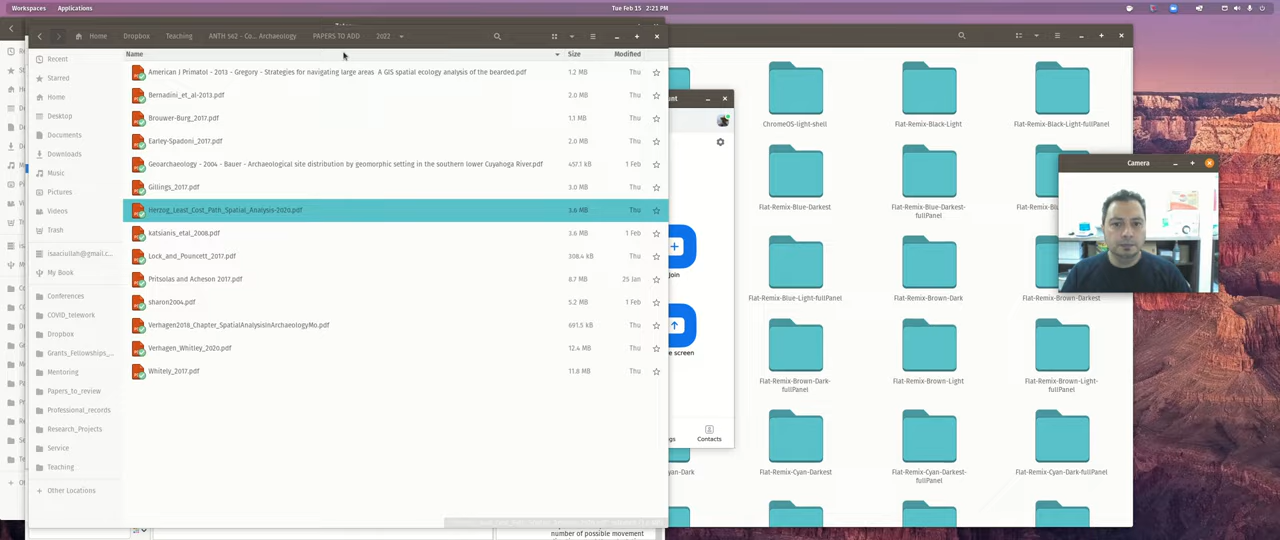 Workspaces Applications Tue Feb 15 2:21 PM
Home Dropbox Teaching ANTH 562 - Co... Archaeology PAPERS TO ADD 2022
Name Size Modified
American J Primatol - 2013 - Gregory - Strategies for navigating large areas A GIS spatial ecology analysis of the bearded.pdf 1.2 MB Thu
Bernadini_et_al-2013.pdf 2.0 MB Thu
Brouwer-Burg_2017.pdf 1.1 MB Thu
Earley-Spadoni_2017.pdf 2.0 MB Thu
Geoarchaeology - 2004 - Bauer - Archaeological site distribution by geomorphic setting in the southern lower Cuyahoga River.pdf 457.1 kB 1 Feb
Gillings_2017.pdf 3.0 MB Thu
Herzog_Least_Cost_Path_Spatial_Analysis-2020.pdf 3.6 MB Thu
katsianis_etal_2008.pdf 3.6 MB 1 Feb
Lock_and_Pouncett_2017.pdf 308.4 kB Thu
Pritsolas and Acheson 2017.pdf 8.7 MB 25 Jan
sharon2004.pdf 5.2 MB 1 Feb
Verhagen2018_Chapter_SpatialAnalysisInArchaeologyMo.pdf 691.5 kB Thu
Verhagen_Whitley_2020.pdf 12.4 MB Thu
Whitely_2017.pdf 11.8 MB Thu
Recent
Starred
Home
Desktop
Documents
Downloads
Music
Pictures
Videos
Trash
isaaciullah@gmail.c...
My Book
Conferences
COVID_telework
Dropbox
Grants_Fellowships_...
Mentoring
Papers_to_review
Professional_records
Research_Projects
Service
Teaching
Other Locations
number of possible movement
Join
Contacts
ChromeOS-light-shell
Flat-Remix-Black-Light
Flat-Remix-Black-Light-fullPanel
Flat-Remix-Blue-Darkest
Flat-Remix-Blue-Darkest-
fullPanel
Flat-Remix-Blue-Light-fullPanel
Flat-Remix-Brown-Dark
Flat-Remix-Brown-Darkest
Flat-Remix-Brown-Dark-
fullPanel
Flat-Remix-Brown-Light
Flat-Remix-Brown-Light-
fullPanel
Flat-Remix-Cyan-Darkest
Flat-Remix-Cyan-Darkest-
fullPanel
Flat-Remix-Cyan-Dark-fullPanel
Camera